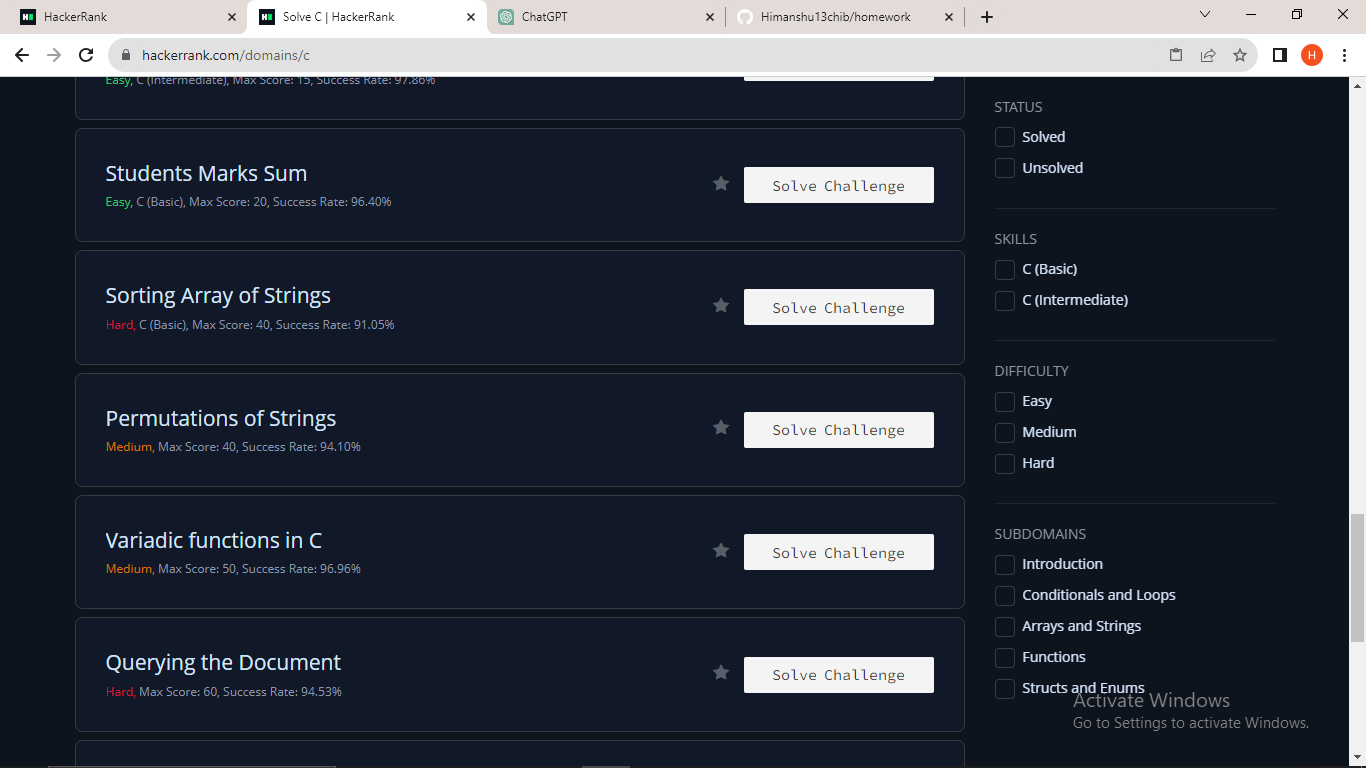 HackerRank
Solve C | HackerRank
ChatGPT
Himanshu13chib/homework
hackerrank.com/domains/c
H
Easy, C (Intermediate), Max Score: 15, Success Rate: 97.86%
Students Marks Sum
Easy, C (Basic), Max Score: 20, Success Rate: 96.40%
Solve Challenge
Sorting Array of Strings
Hard, C (Basic), Max Score: 40, Success Rate: 91.05%
Solve Challenge
Permutations of Strings
Medium, Max Score: 40, Success Rate: 94.10%
Solve Challenge
Variadic functions in C
Medium, Max Score: 50, Success Rate: 96.96%
Solve Challenge
Querying the Document
Hard, Max Score: 60, Success Rate: 94.53%
Solve Challenge
STATUS
Solved
Unsolved
SKILLS
C (Basic)
C (Intermediate)
DIFFICULTY
Easy
Medium
Hard
SUBDOMAINS
Introduction
Conditionals and Loops
Arrays and Strings
Functions
Structs and Enums
Activate Windows
Go to Settings to activate Windows.